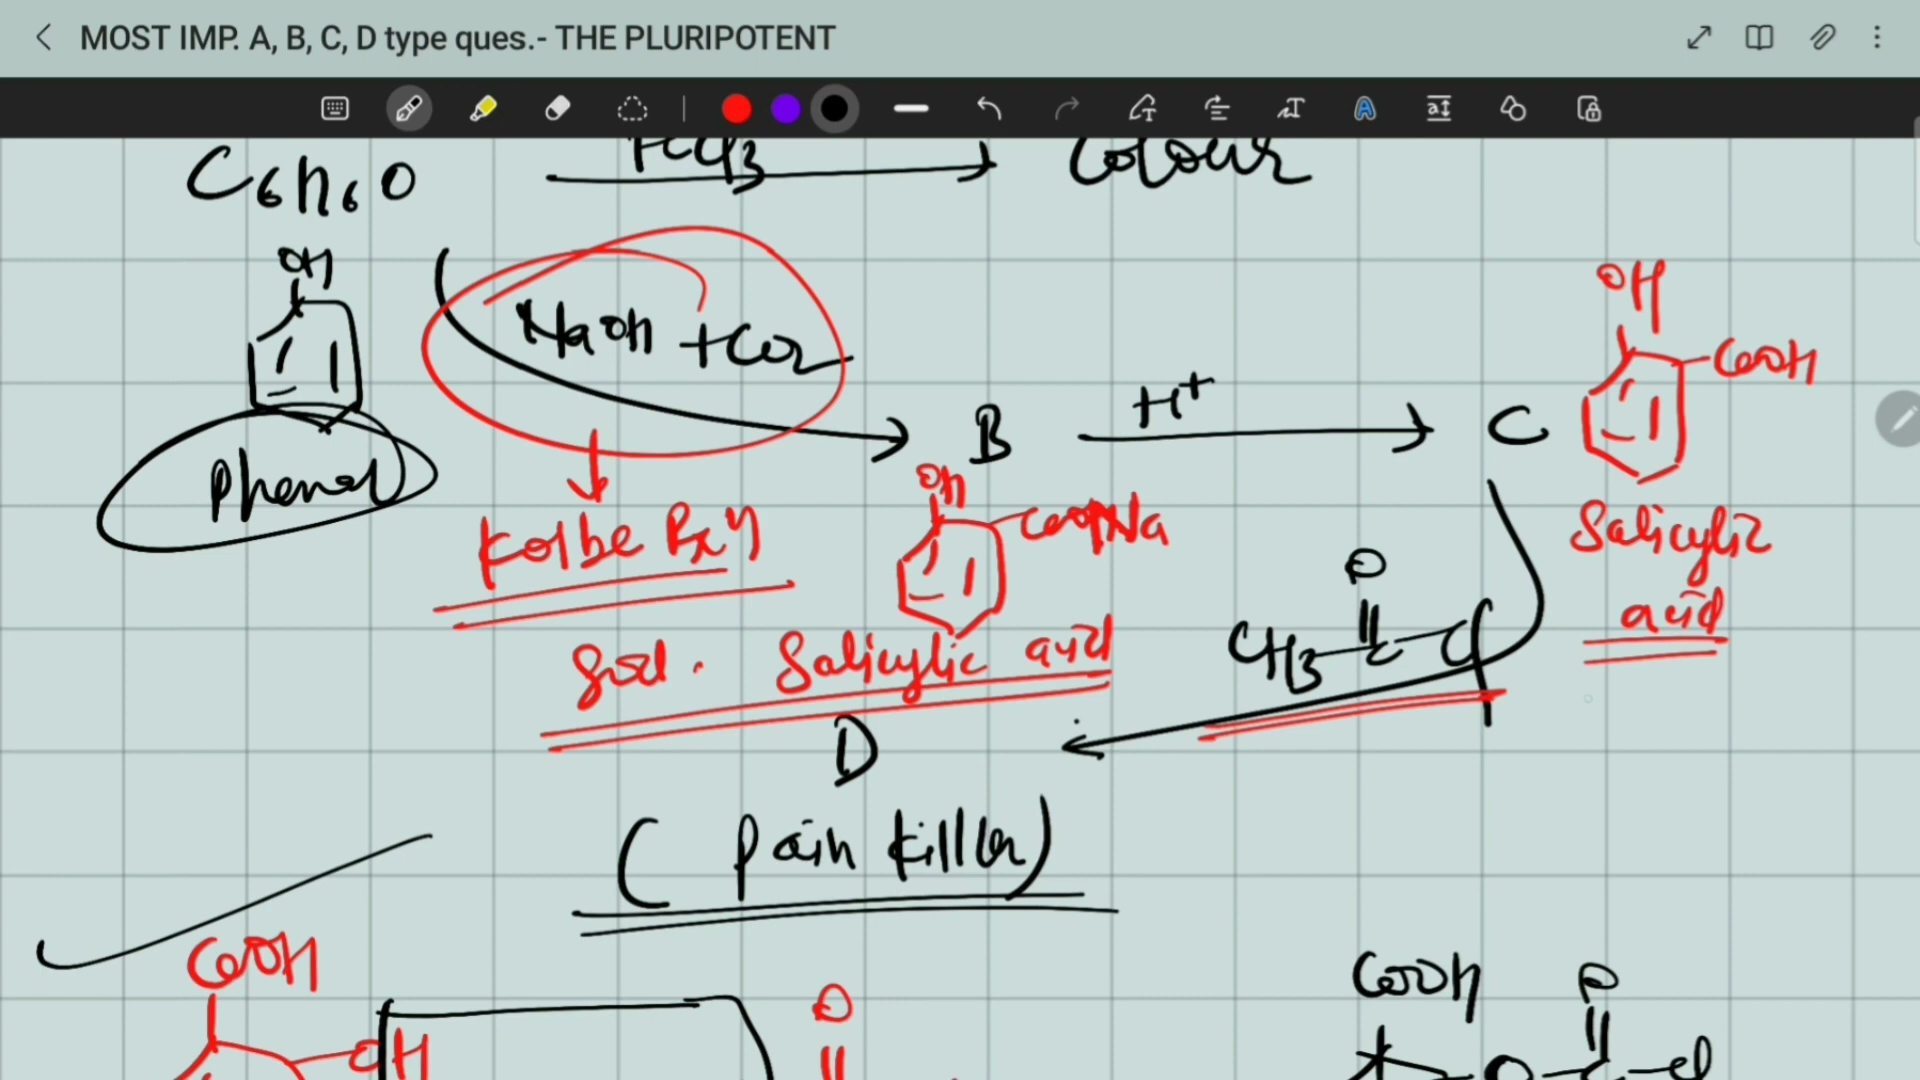 MOST IMP. A, B, C, D type ques.- THE PLURIPOTENT
C6H6O FeCl3 Colour
OH
NaOH + CO2
OH
COOH
H+
B
C
Phenol
OH
COONa
Kolbe Rxn
Salicylic
acid
O
CH3-C-Cl
Sod. Salicylic acid
D
(Pain killer)
COOH
OH
O
COOH
O
O-C-Cl